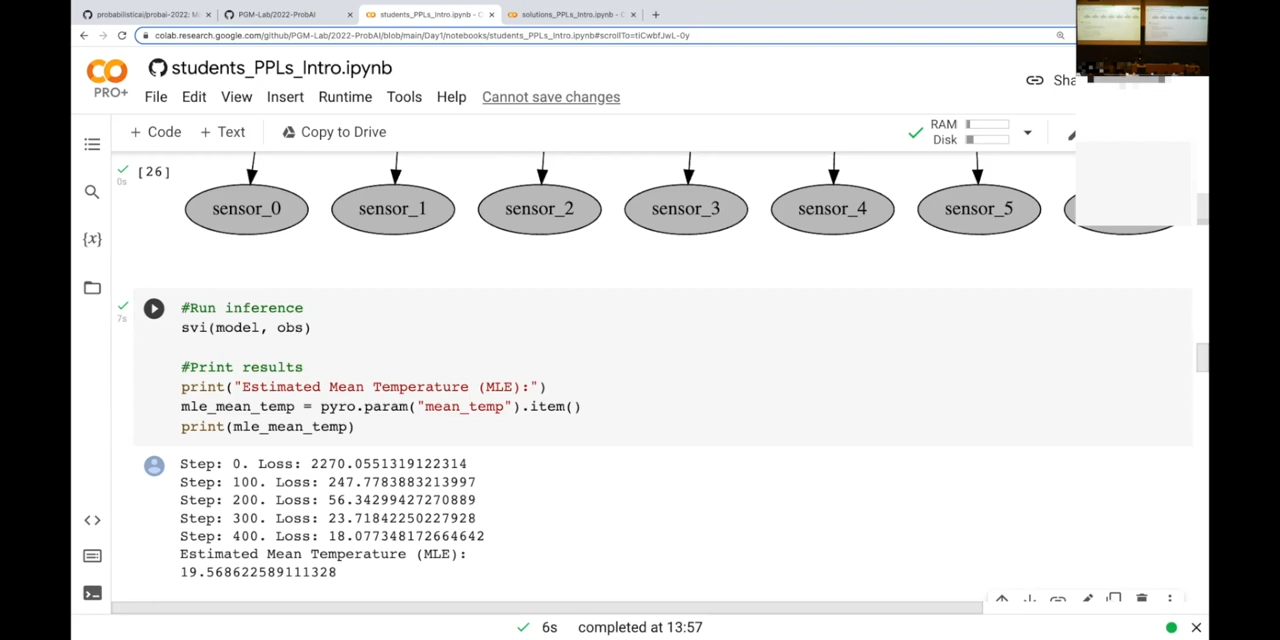 probabilisticai/probai-2022: M
PGM-Lab/2022-ProbAI
students_PPLs_Intro.ipynb - C
solutions_PPLs_Intro.ipynb - C
colab.research.google.com/github/PGM-Lab/2022-ProbAI/blob/main/Day1/notebooks/students_PPLs_Intro.ipynb#scrollTo=tiCwbfJwL-0y
CO
PRO+
students_PPLs_Intro.ipynb
File Edit View Insert Runtime Tools Help Cannot save changes
Sha
+ Code + Text Copy to Drive
RAM
Disk
0s
[26]
sensor_0 sensor_1 sensor_2 sensor_3 sensor_4 sensor_5
{x}
7s
#Run inference
svi(model, obs)
#Print results
print("Estimated Mean Temperature (MLE):")
mle_mean_temp = pyro.param("mean_temp").item()
print(mle_mean_temp)
Step: 0. Loss: 2270.0551319122314
Step: 100. Loss: 247.7783883213997
Step: 200. Loss: 56.34299427270889
Step: 300. Loss: 23.71842250227928
Step: 400. Loss: 18.077348172664642
Estimated Mean Temperature (MLE):
19.568622589111328
6s completed at 13:57